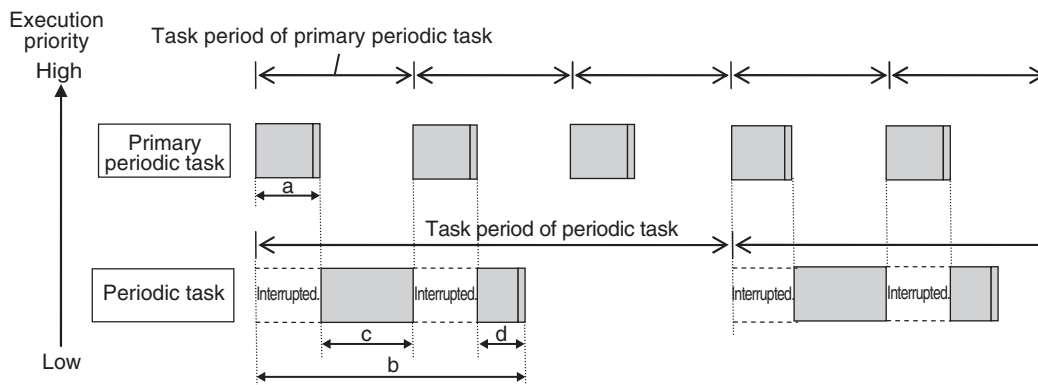 Execution
priority
High
Task period of primary periodic task
Primary
periodic task
a
Task period of periodic task
Periodic task
Interrupted.
Interrupted.
Interrupted.
Interrupted.
c
d
b
Low